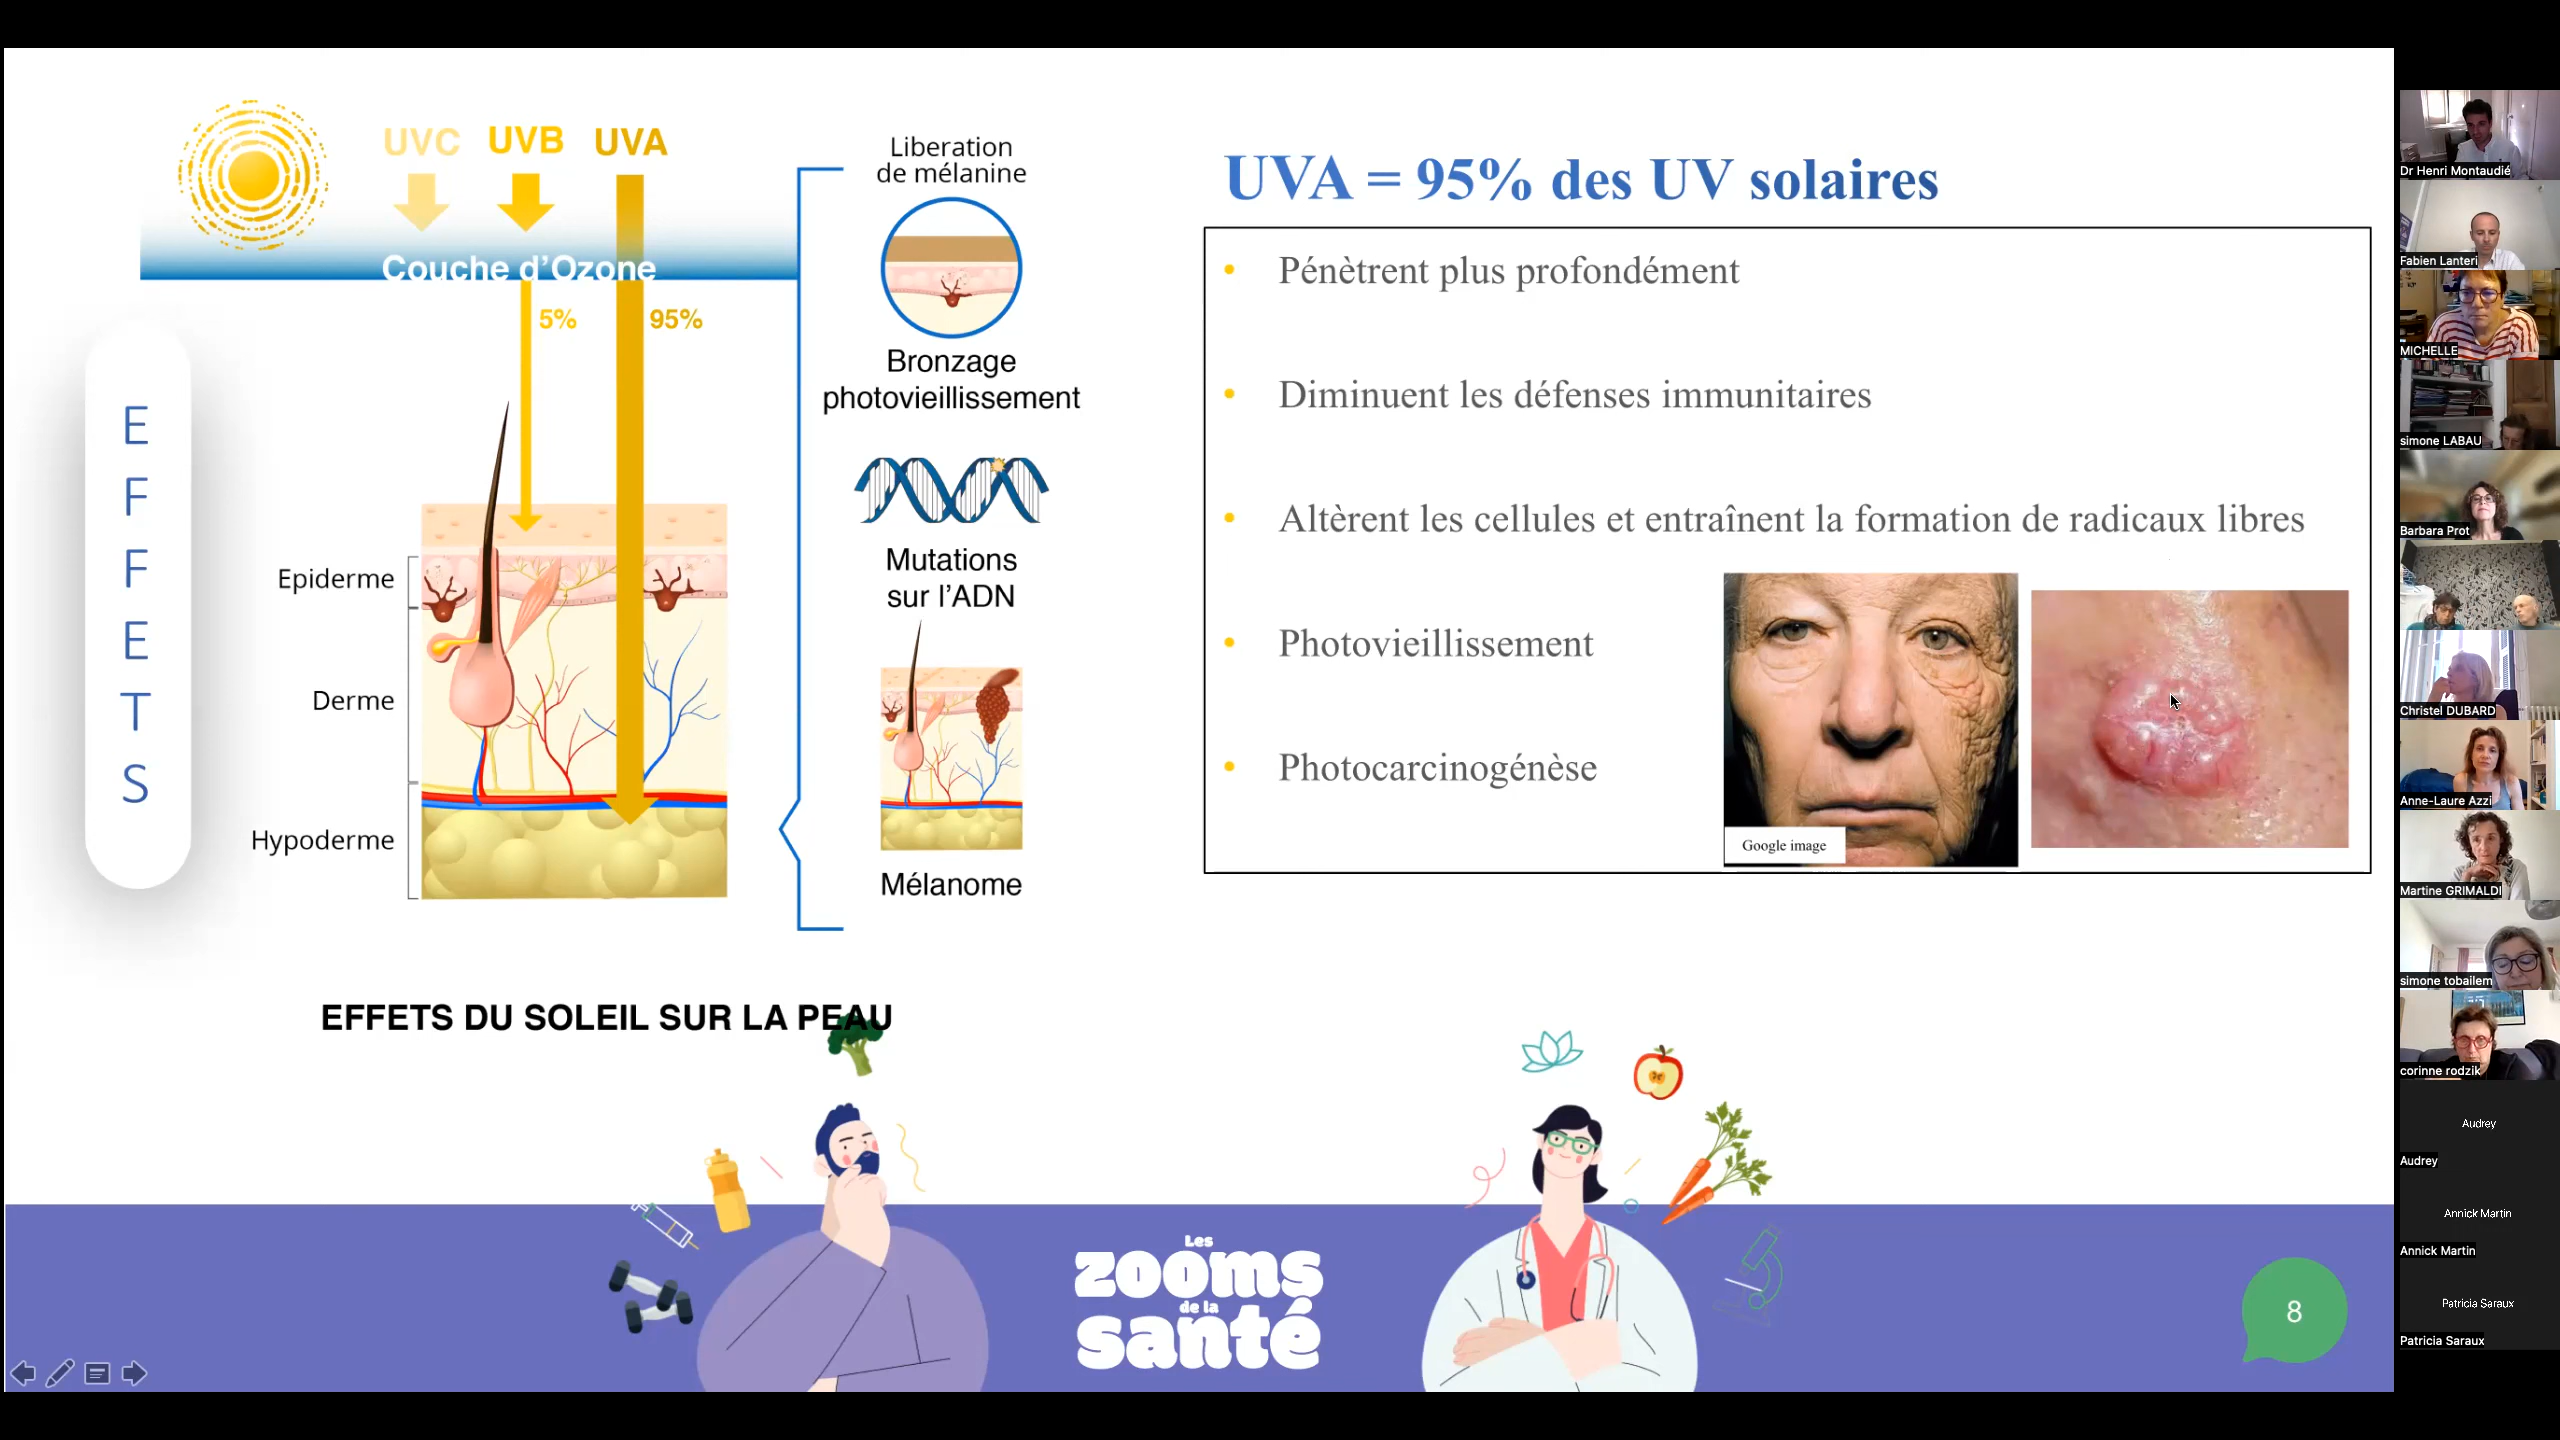 UVC
UVB
UVA
Couche d'Ozone
5%
95%
E
F
F
E
T
S
Epiderme
Derme
Hypoderme
Liberation
de mélanine
Bronzage
photovieillissement
Mutations
sur l'ADN
Mélanome
EFFETS DU SOLEIL SUR LA PEAU
UVA = 95% des UV solaires
• Pénètrent plus profondément
• Diminuent les défenses immunitaires
• Altèrent les cellules et entraînent la formation de radicaux libres
• Photovieillissement
• Photocarcinogénèse
Google image
Les
zooms
de la
santé
8
Dr Henri Montaudié
Fabien Lanteri
MICHELLE
simone LABAU
Barbara Prot
Christel DUBARD
Anne-Laure Azzi
Martine GRIMALDI
simone tobailem
corinne rodzik
Audrey
Audrey
Annick Martin
Annick Martin
Patricia Saraux
Patricia Saraux